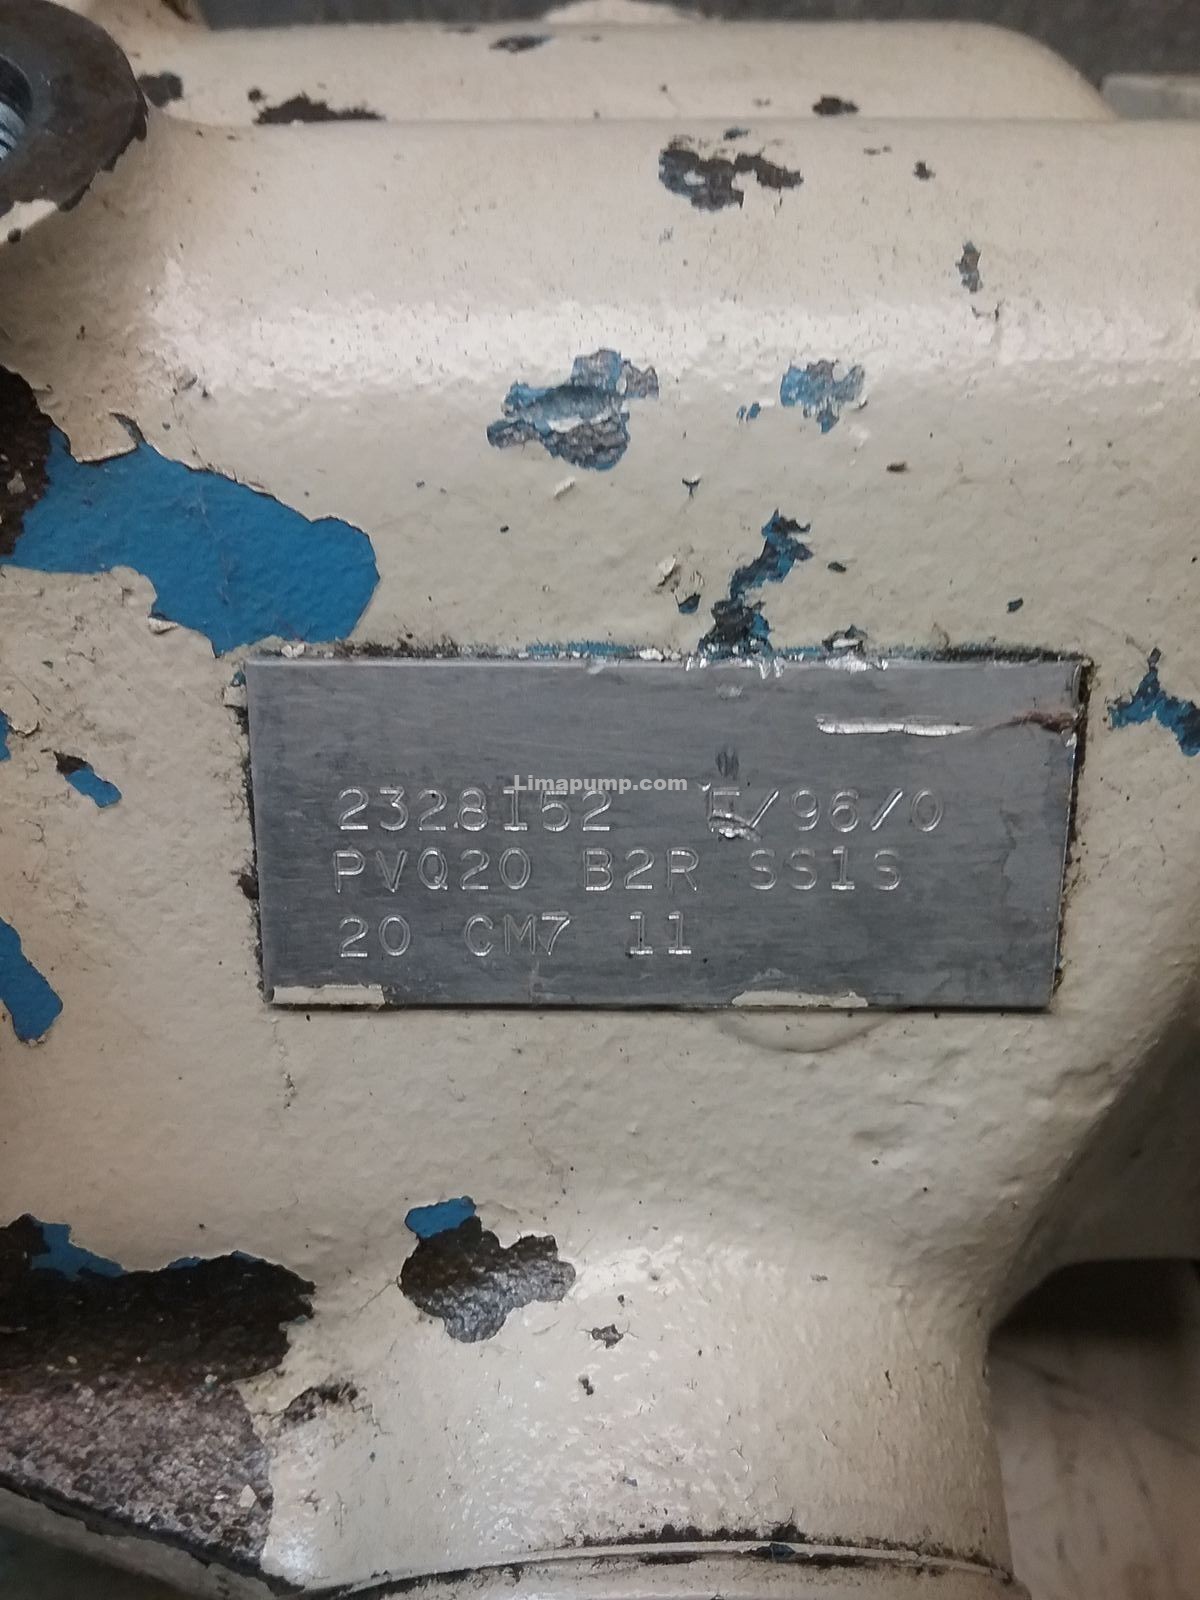 Limapump.com
2328152 E/96/0
PVQ20 B2R SS1S
20 CM7 11